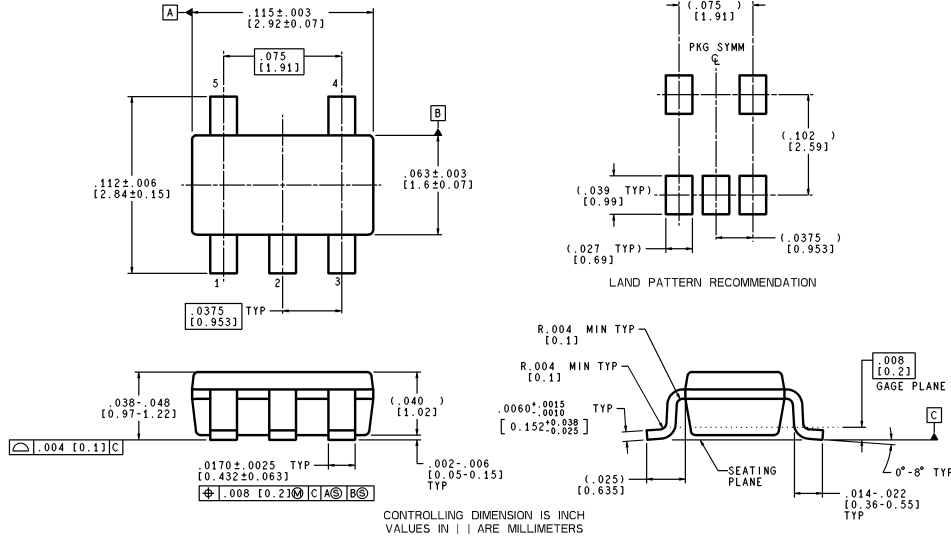 A
.115±.003
[2.92±0.07]
.075
[1.91]
5
4
B
.112±.006
[2.84±0.15]
.063±.003
[1.6±0.07]
1
2
3
.0375
[0.953]
TYP
(.075 )
[1.91]
PKG SYMM
℄
(.102 )
[2.59]
(.039 TYP)
[0.99]
(.027 TYP)
[0.69]
(.0375 )
[0.953]
LAND PATTERN RECOMMENDATION
.038-.048
[0.97-1.22]
(.040 )
[1.02]
⌓ .004 [0.1] C
.0170±.0025 TYP
[0.432±0.063]
⌖ .008 [0.2]Ⓜ C AⓈ BⓈ
.002-.006
[0.05-0.15]
TYP
R.004 MIN TYP
[0.1]
R.004 MIN TYP
[0.1]
.0060+.0015-.0010 TYP
[0.152+0.038-0.025]
.008
[0.2]
GAGE PLANE
C
(.025)
[0.635]
SEATING
PLANE
0°-8° TYP
.014-.022
[0.36-0.55]
TYP
CONTROLLING DIMENSION IS INCH
VALUES IN [ ] ARE MILLIMETERS